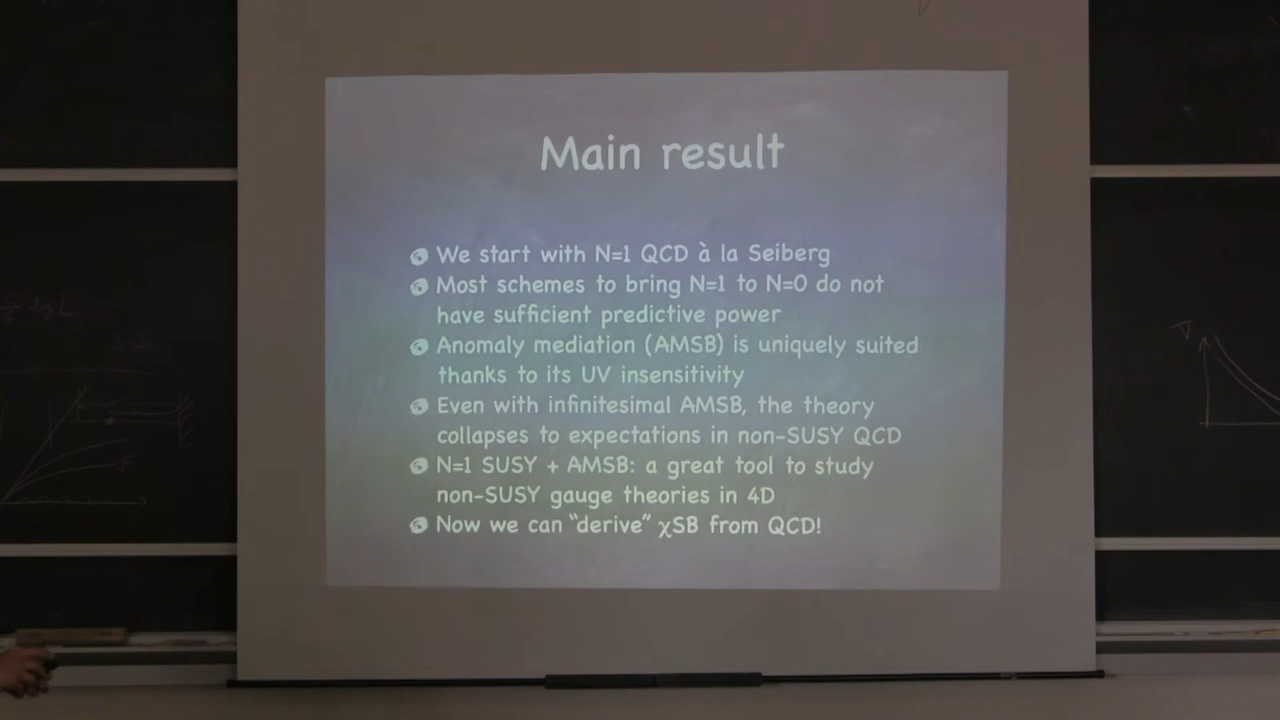 Main result
We start with N=1 QCD à la Seiberg
Most schemes to bring N=1 to N=0 do not
have sufficient predictive power
Anomaly mediation (AMSB) is uniquely suited
thanks to its UV insensitivity
Even with infinitesimal AMSB, the theory
collapses to expectations in non-SUSY QCD
N=1 SUSY + AMSB: a great tool to study
non-SUSY gauge theories in 4D
Now we can “derive” χSB from QCD!